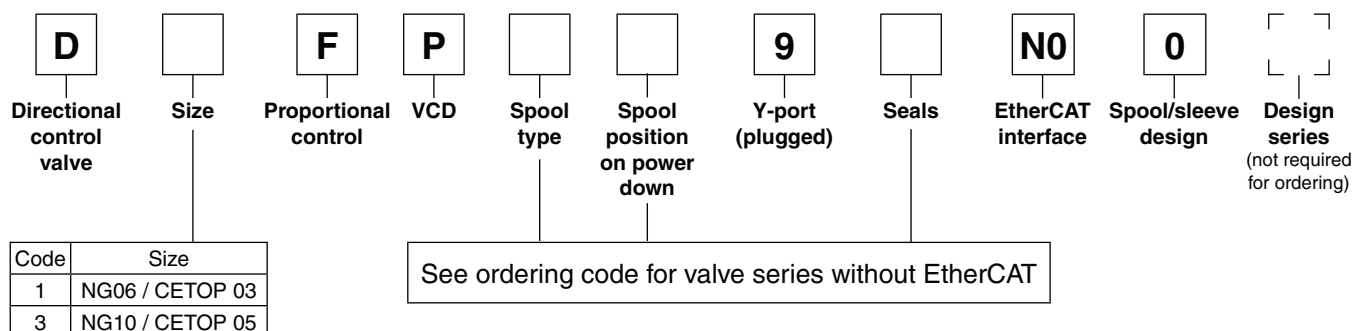 D F P 9 N0 0
Directional control valve
Size
Proportional control
VCD
Spool type
Spool position on power down
Y-port (plugged)
Seals
EtherCAT interface
Spool/sleeve design
Design series (not required for ordering)
Code Size
1 NG06 / CETOP 03
3 NG10 / CETOP 05
See ordering code for valve series without EtherCAT